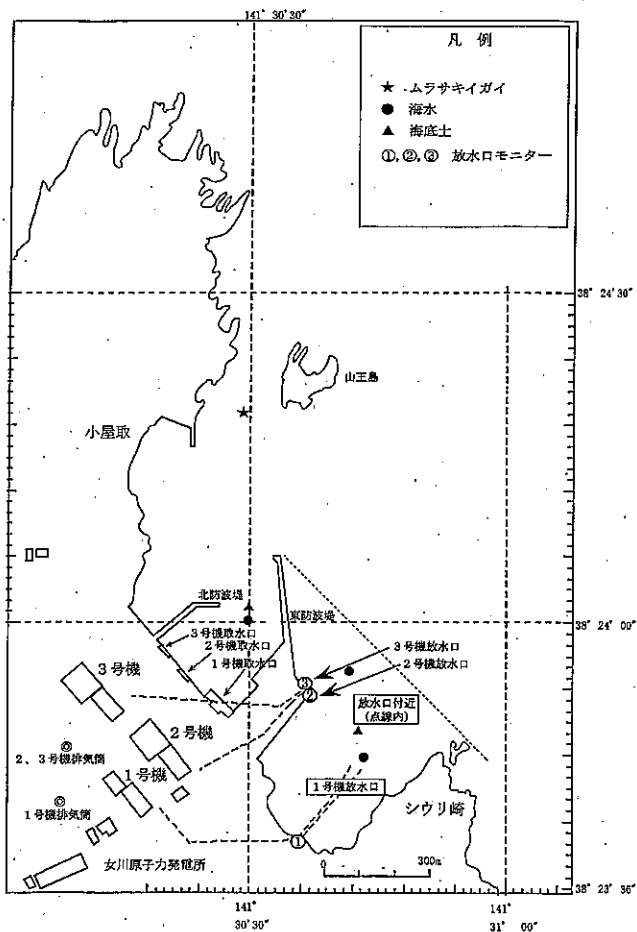 141° 30′30″
凡 例
★ ムラサキイガイ
● 海水
▲ 海底土
①,②,② 放水口モニター
38° 24′30″
山王島
小屋取
北防波堤
東防波堤
38° 24′00″
3号機取水口
2号機取水口
1号機取水口
3号機放水口
2号機放水口
3号機
③
②
放水口付近
(点線内)
2号機
2、3号機排気筒
1号機
1号機放水口
シウリ崎
1号機排気筒
①
女川原子力発電所
0 300m
38° 23′36″
141°
30′30″
141°
31′ 00″